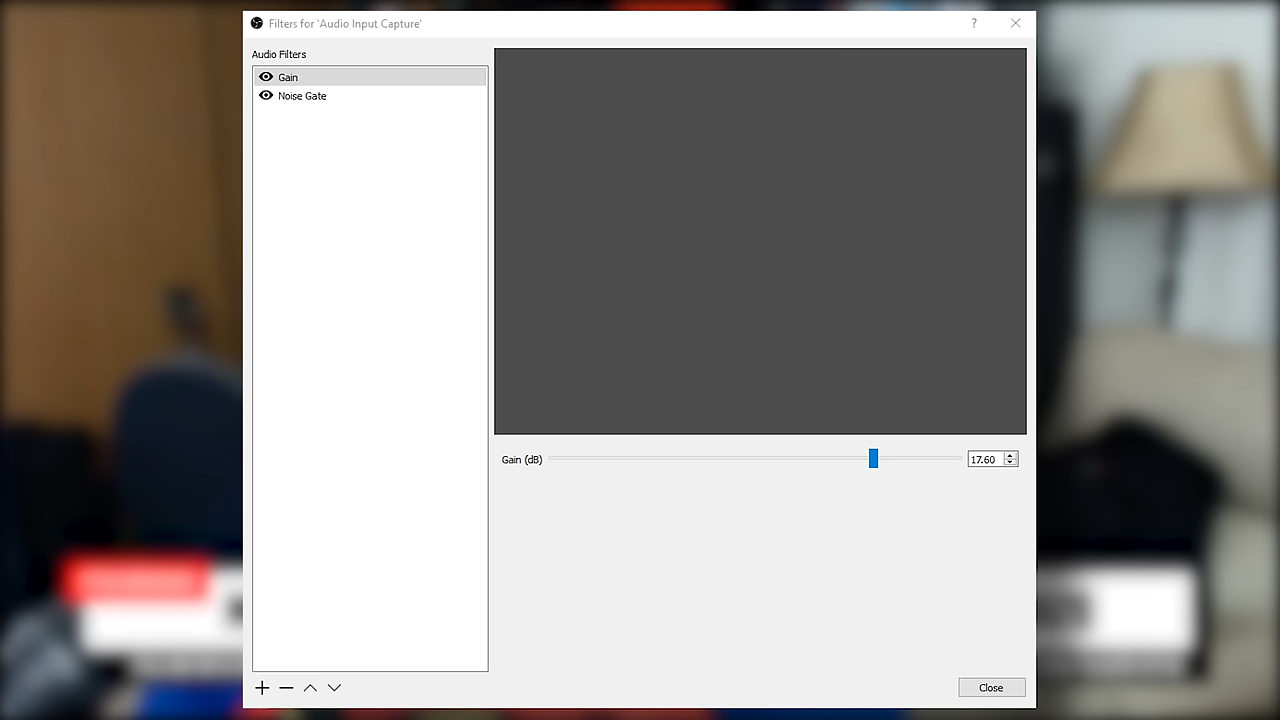 Filters for 'Audio Input Capture'
?
Audio Filters
Gain
Noise Gate
Gain (dB)
17.60
Close